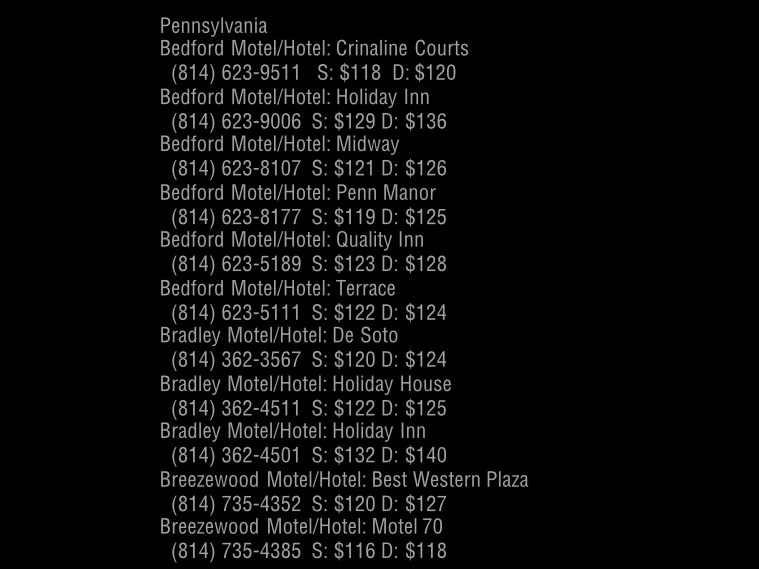 Pennsylvania
Bedford Motel/Hotel: Crinaline Courts
(814) 623-9511 S: $118 D: $120
Bedford Motel/Hotel: Holiday Inn
(814) 623-9006 S: $129 D: $136
Bedford Motel/Hotel: Midway
(814) 623-8107 S: $121 D: $126
Bedford Motel/Hotel: Penn Manor
(814) 623-8177 S: $119 D: $125
Bedford Motel/Hotel: Quality Inn
(814) 623-5189 S: $123 D: $128
Bedford Motel/Hotel: Terrace
(814) 623-5111 S: $122 D: $124
Bradley Motel/Hotel: De Soto
(814) 362-3567 S: $120 D: $124
Bradley Motel/Hotel: Holiday House
(814) 362-4511 S: $122 D: $125
Bradley Motel/Hotel: Holiday Inn
(814) 362-4501 S: $132 D: $140
Breezewood Motel/Hotel: Best Western Plaza
(814) 735-4352 S: $120 D: $127
Breezewood Motel/Hotel: Motel 70
(814) 735-4385 S: $116 D: $118